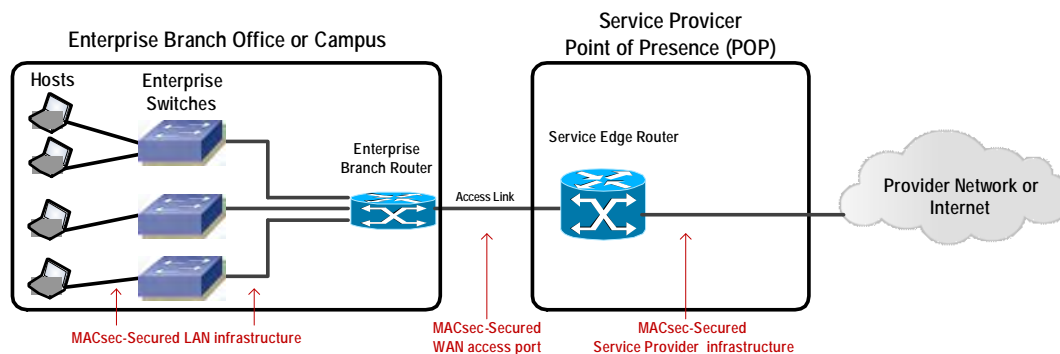 Enterprise Branch Office or Campus
Service Provicer
Point of Presence (POP)
Hosts
Enterprise
Switches
Enterprise
Branch Router
Access Link
Service Edge Router
Provider Network or
Internet
MACsec-Secured LAN infrastructure
MACsec-Secured
WAN access port
MACsec-Secured
Service Provider infrastructure